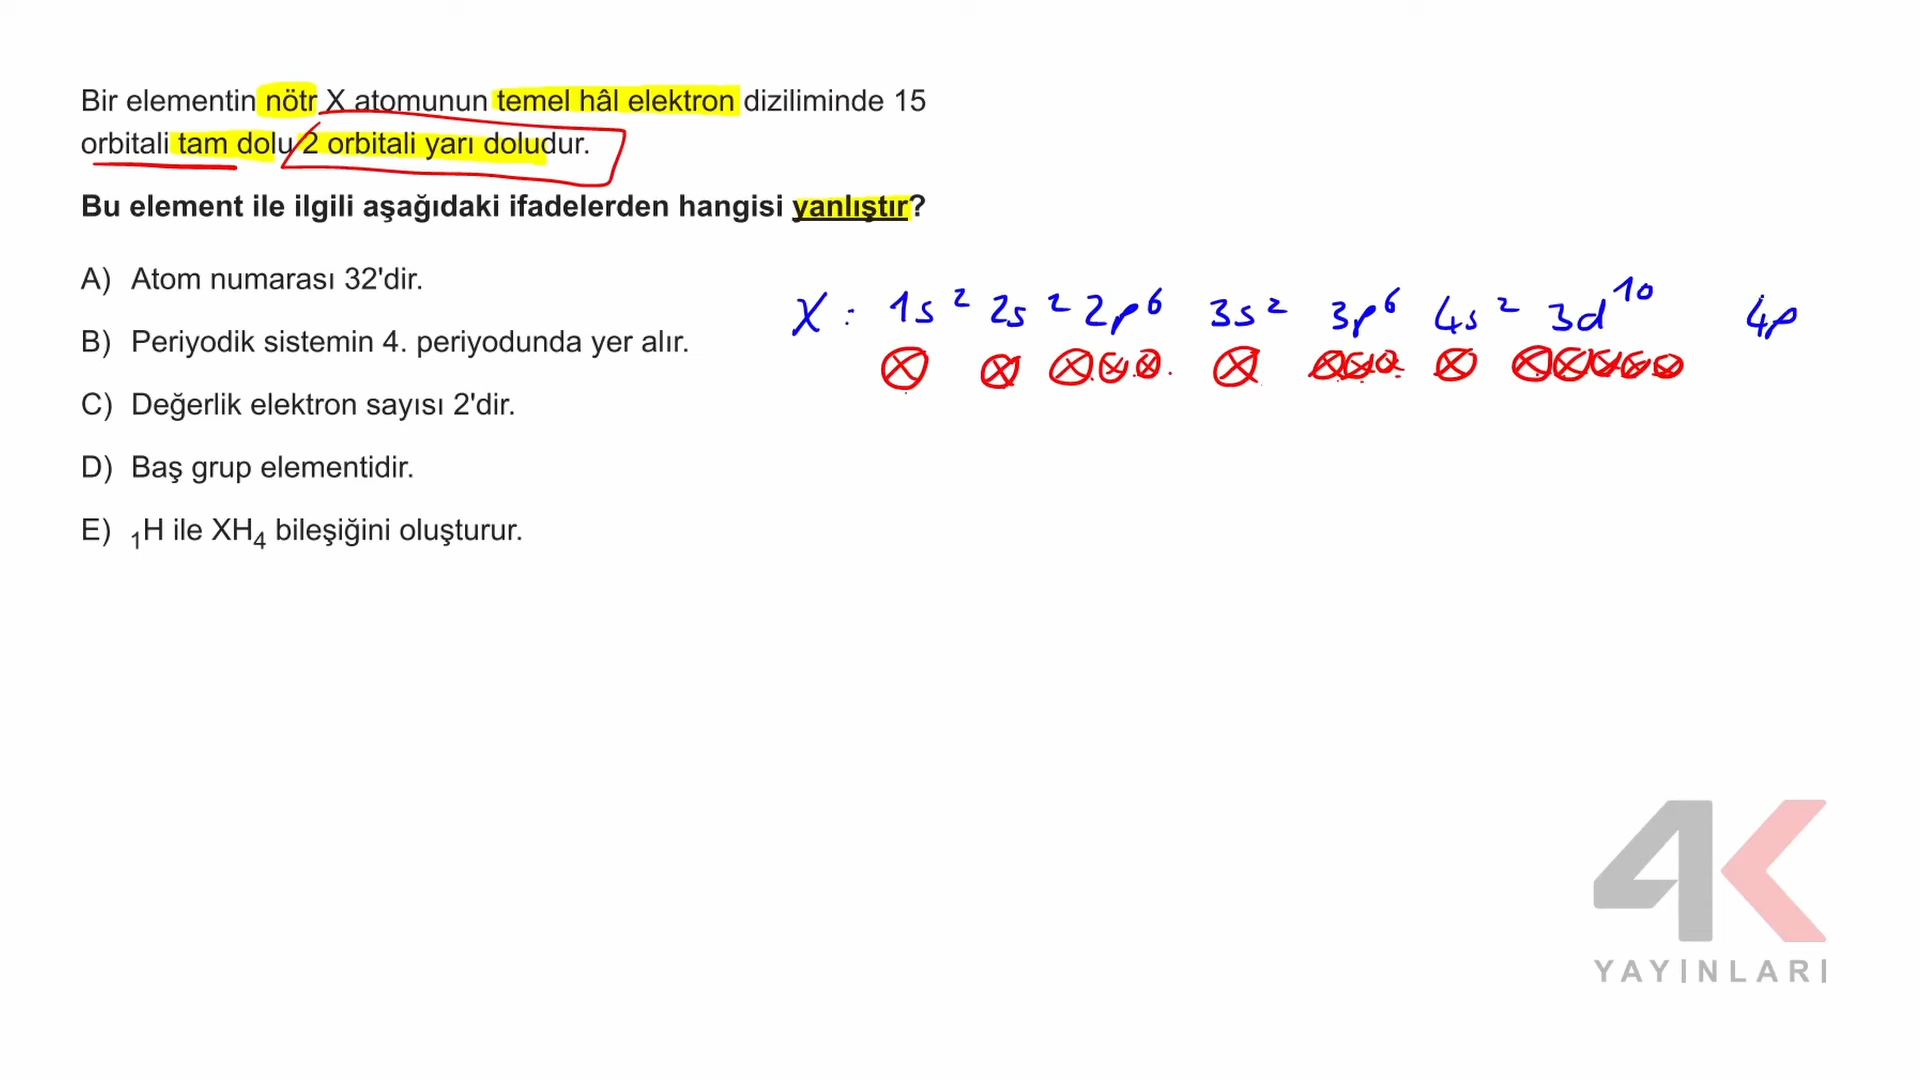 Bir elementin nötr X atomunun temel hâl elektron diziliminde 15
orbitali tam dolu 2 orbitali yarı doludur.
Bu element ile ilgili aşağıdaki ifadelerden hangisi yanlıştır?
A) Atom numarası 32'dir.
B) Periyodik sistemin 4. periyodunda yer alır.
C) Değerlik elektron sayısı 2'dir.
D) Baş grup elementidir.
E) ₁H ile XH₄ bileşiğini oluşturur.
X : 1s² 2s² 2p⁶ 3s² 3p⁶ 4s² 3d¹⁰ 4p
4K
YAYINLARI